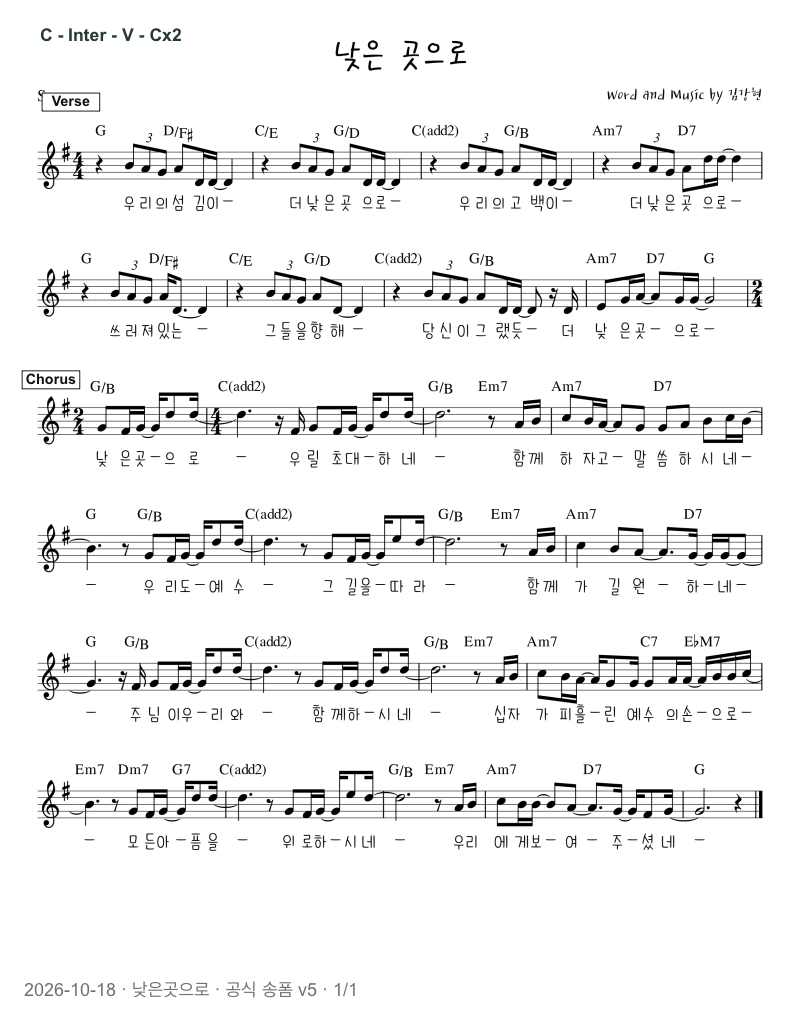 C - Inter - V - Cx2
낮은 곳으로
Verse
Word and Music by 김강현
G D/F♯ C/E G/D C(add2) G/B Am7 D7
3 3 3 3
우리의섬 김이– 더낮은곳 으로– 우리의고 백이– 더낮은곳 으로–
G D/F♯ C/E G/D C(add2) G/B Am7 D7 G
3 3 3
쓰러져있는 – 그들을향 해– 당신이그 랬듯– 더 낮 은곳– 으로–
Chorus
G/B C(add2) G/B Em7 Am7 D7
낮 은곳–으 로 – 우릴 초대–하 네 – 함께 하 자고– 말 씀 하 시 네–
G G/B C(add2) G/B Em7 Am7 D7
– 우 리도–예 수 – 그 길을–따 라 – 함께 가 길 원 – 하–네–
G G/B C(add2) G/B Em7 Am7 C7 E♭M7
– 주 님 이우–리 와 – 함 께하–시 네 – 십자 가 피흘–린 예수 의손–으로–
Em7 Dm7 G7 C(add2) G/B Em7 Am7 D7 G
– 모 든아–픔 을 – 위 로하–시 네 – 우리 에 게보– 여– 주–셨 네 –
2026-10-18 · 낮은곳으로 · 공식 송폼 v5 · 1/1